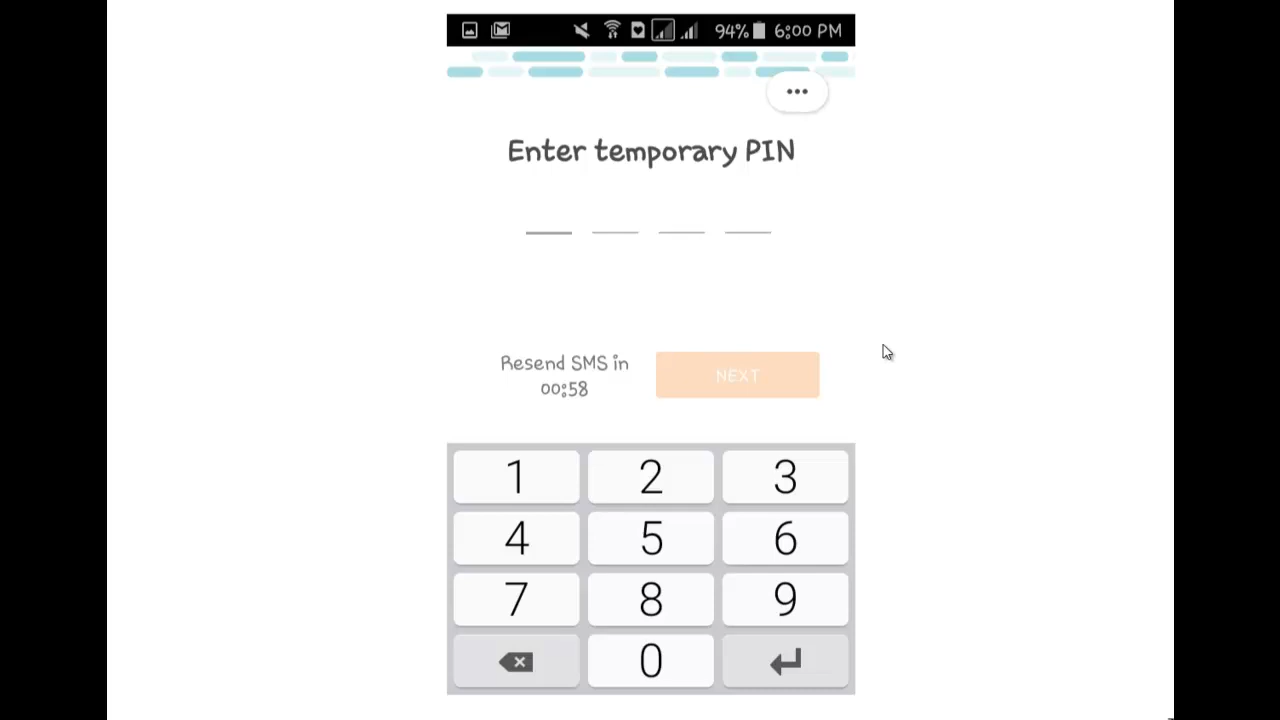 94% 6:00 PM
Enter temporary PIN
Resend SMS in
00:58
NEXT
1 2 3
4 5 6
7 8 9
0